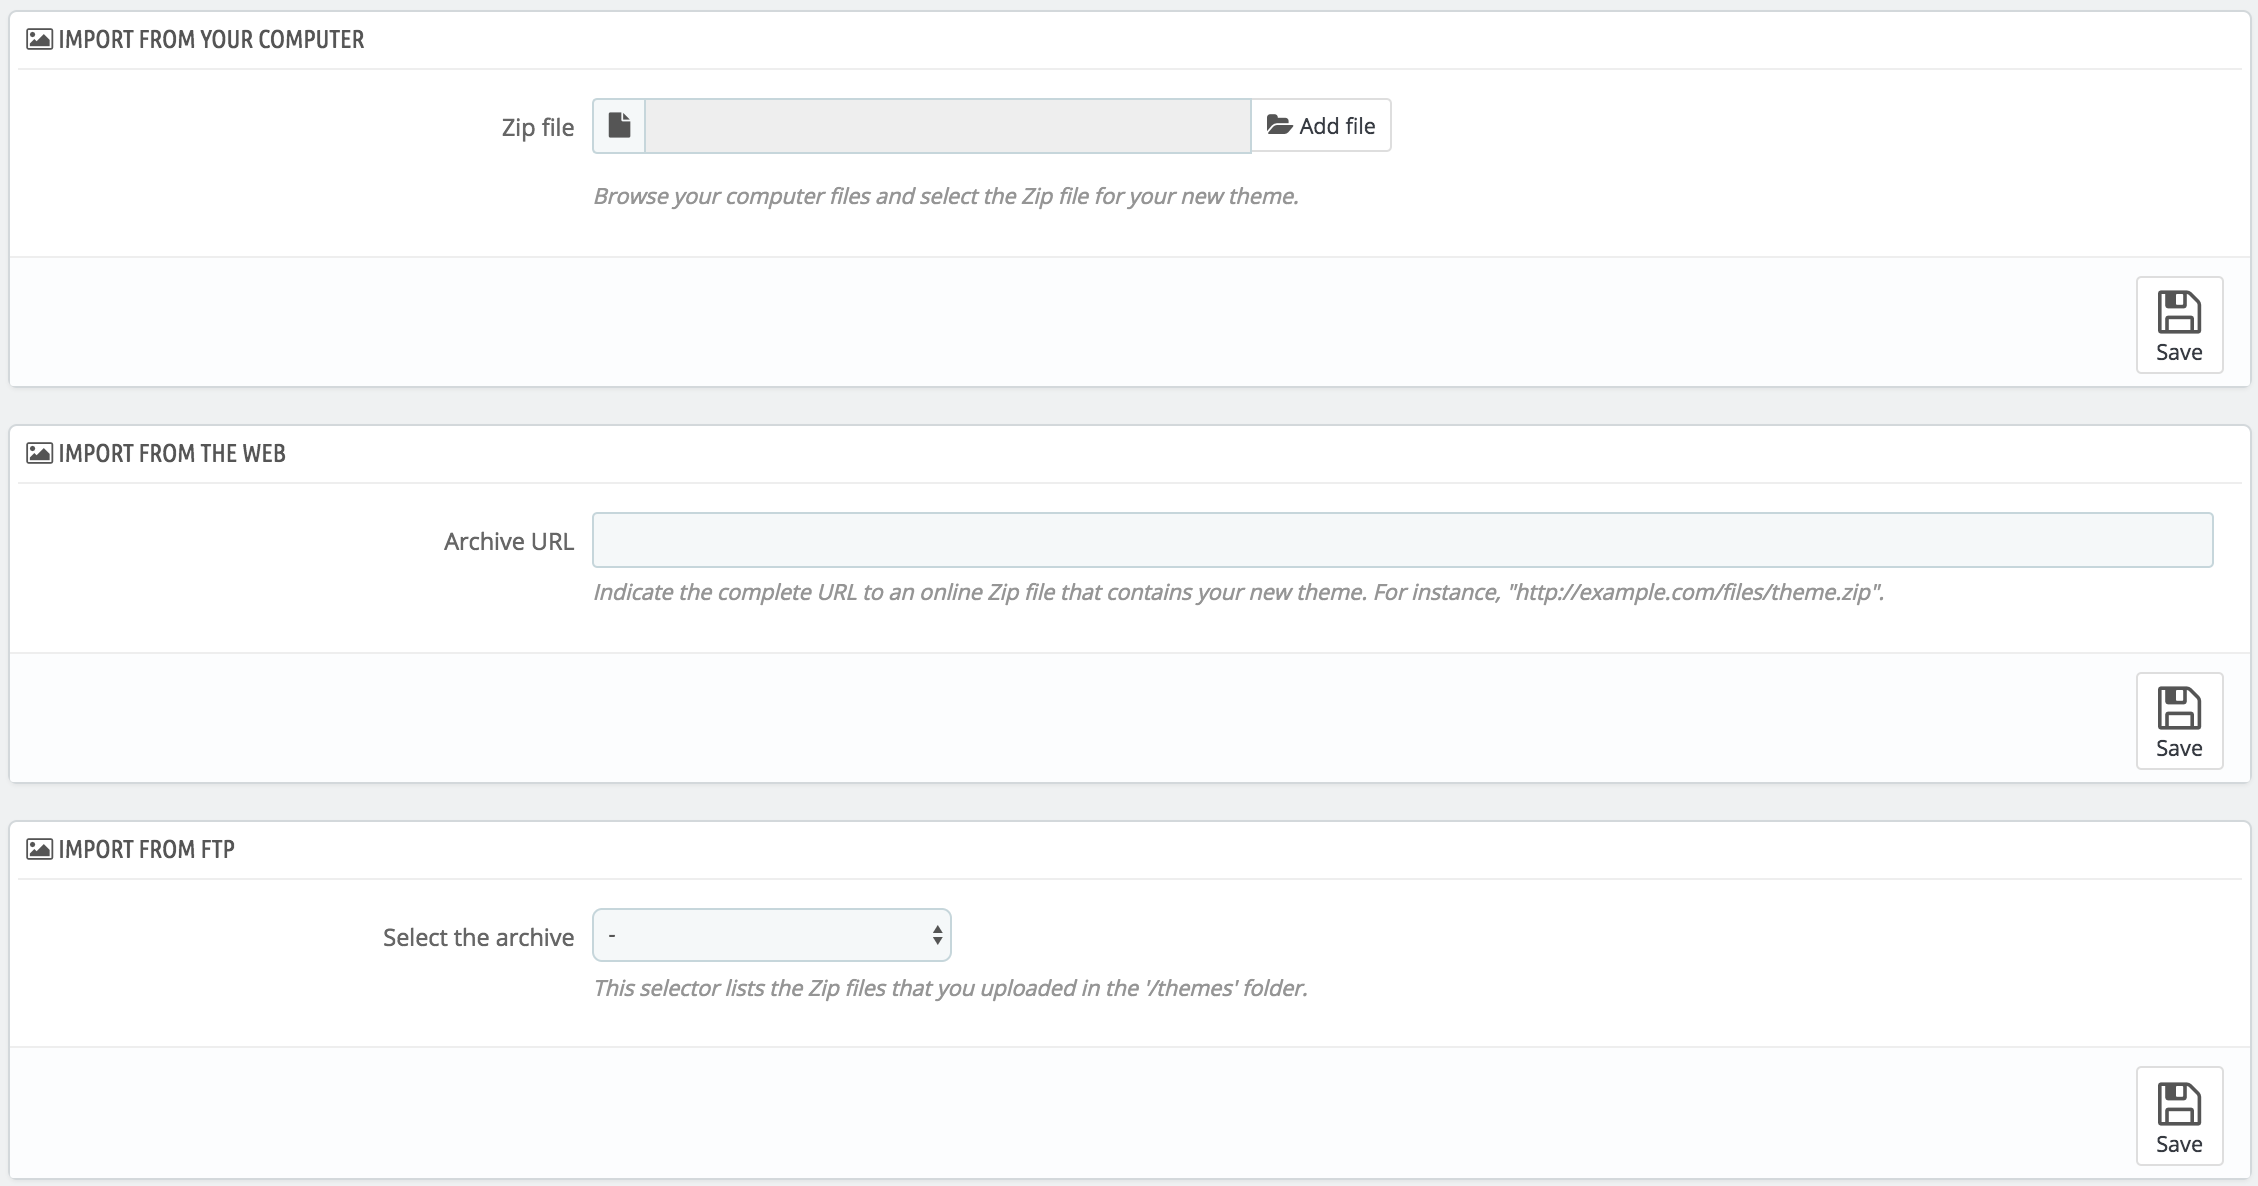 IMPORT FROM YOUR COMPUTER
Zip file
Add file
Browse your computer files and select the Zip file for your new theme.
Save
IMPORT FROM THE WEB
Archive URL
Indicate the complete URL to an online Zip file that contains your new theme. For instance, "http://example.com/files/theme.zip".
Save
IMPORT FROM FTP
Select the archive
-
This selector lists the Zip files that you uploaded in the '/themes' folder.
Save